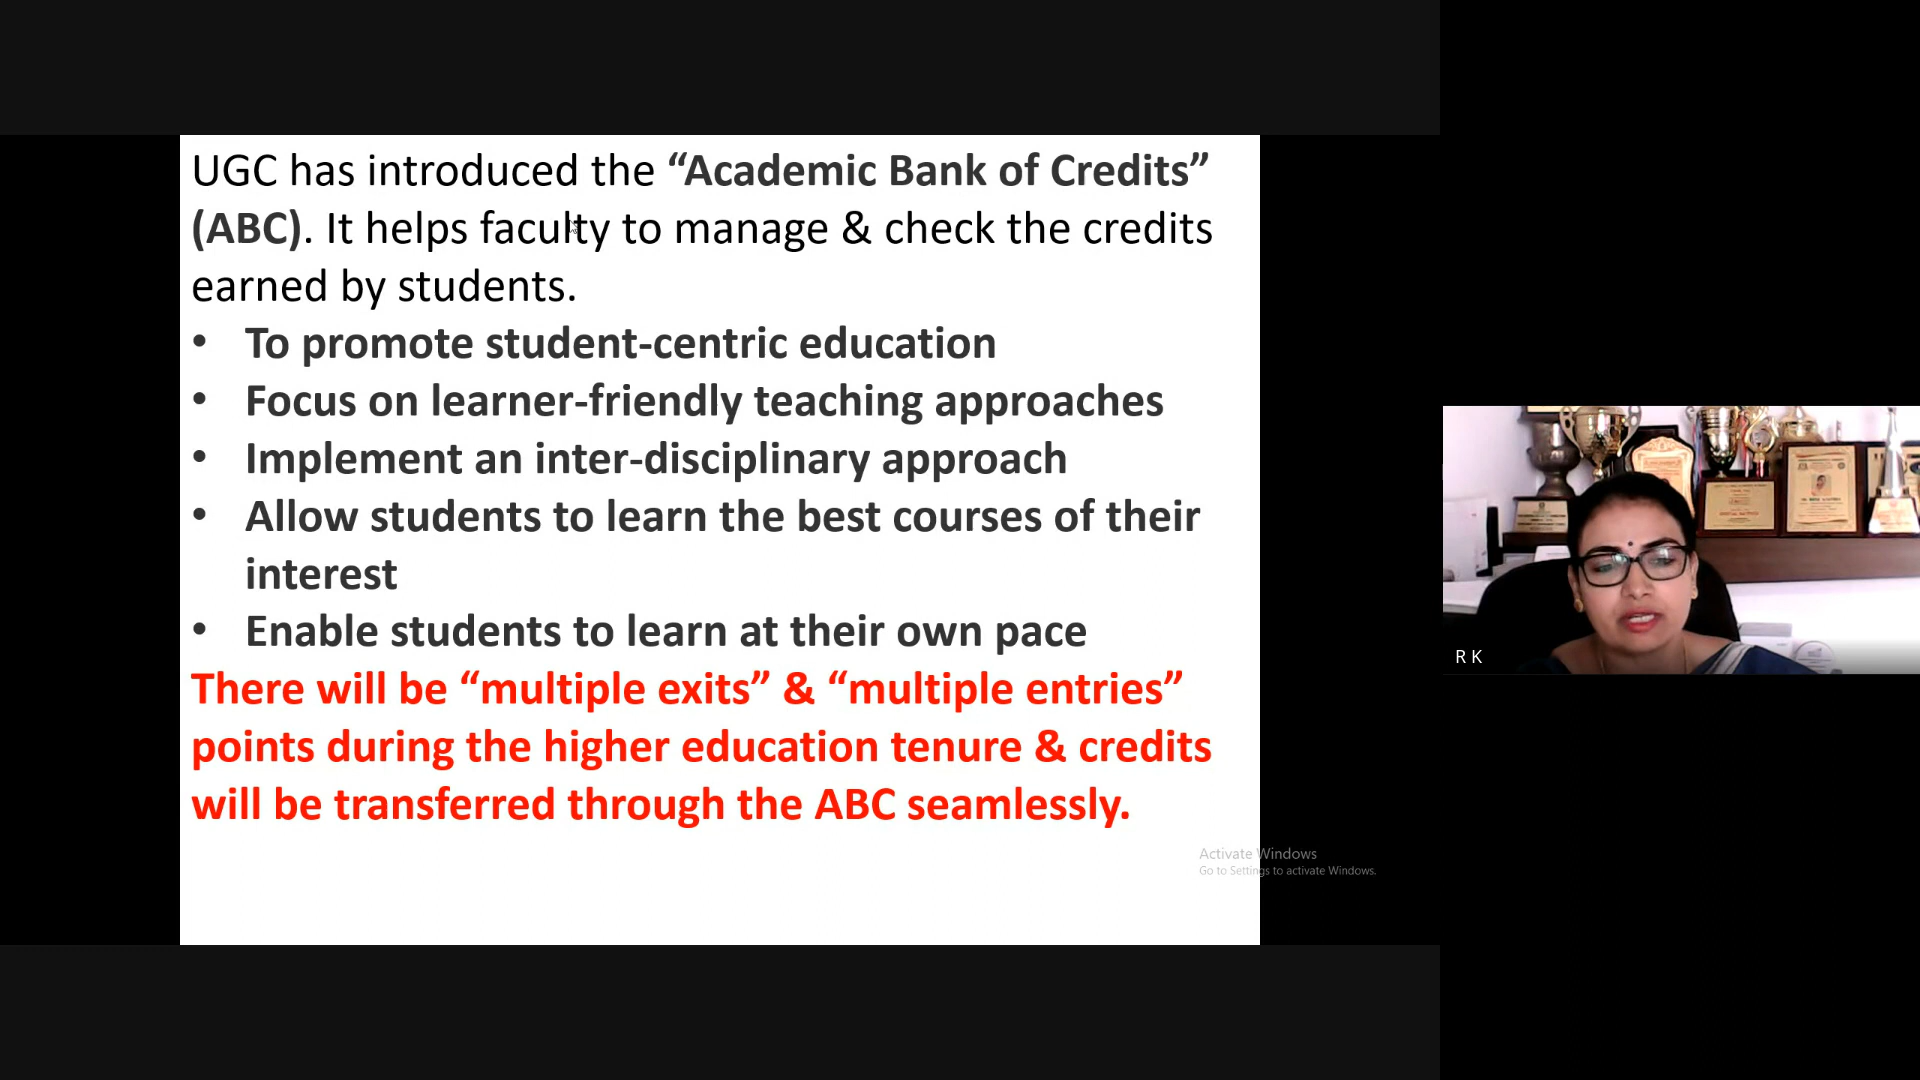 UGC has introduced the “Academic Bank of Credits”
(ABC). It helps faculty to manage & check the credits
earned by students.
• To promote student-centric education
• Focus on learner-friendly teaching approaches
• Implement an inter-disciplinary approach
• Allow students to learn the best courses of their
interest
• Enable students to learn at their own pace
There will be “multiple exits” & “multiple entries”
points during the higher education tenure & credits
will be transferred through the ABC seamlessly.
Activate Windows
Go to Settings to activate Windows.
R K